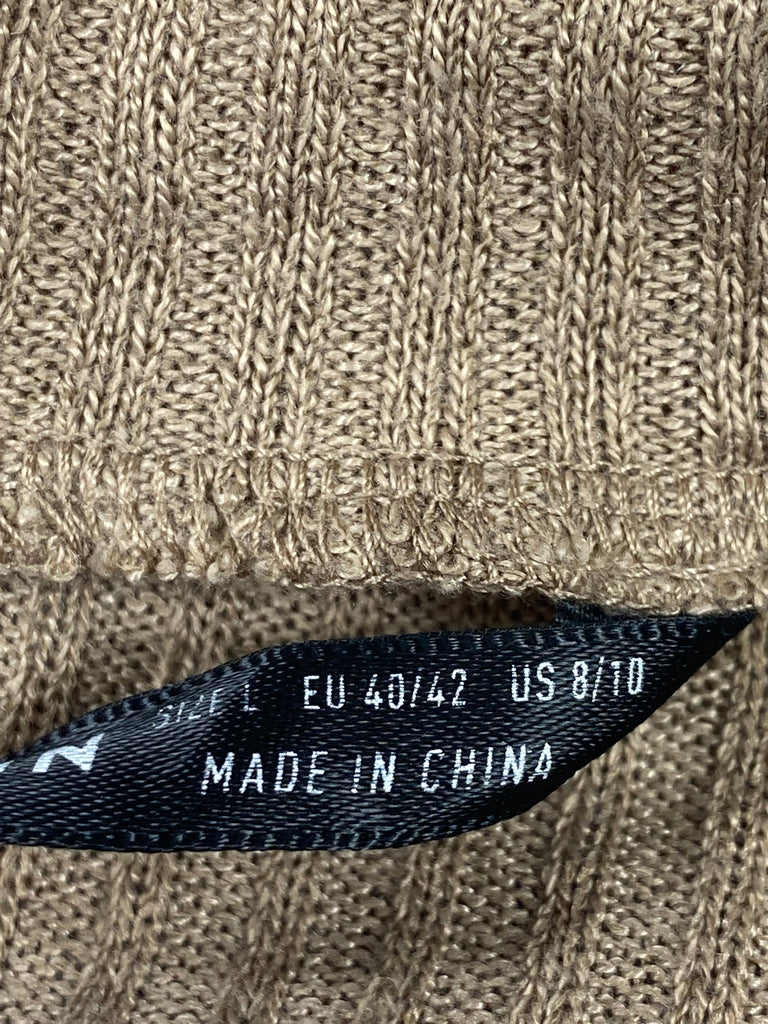 SIZE L EU 40/42 US 8/10
MADE IN CHINA